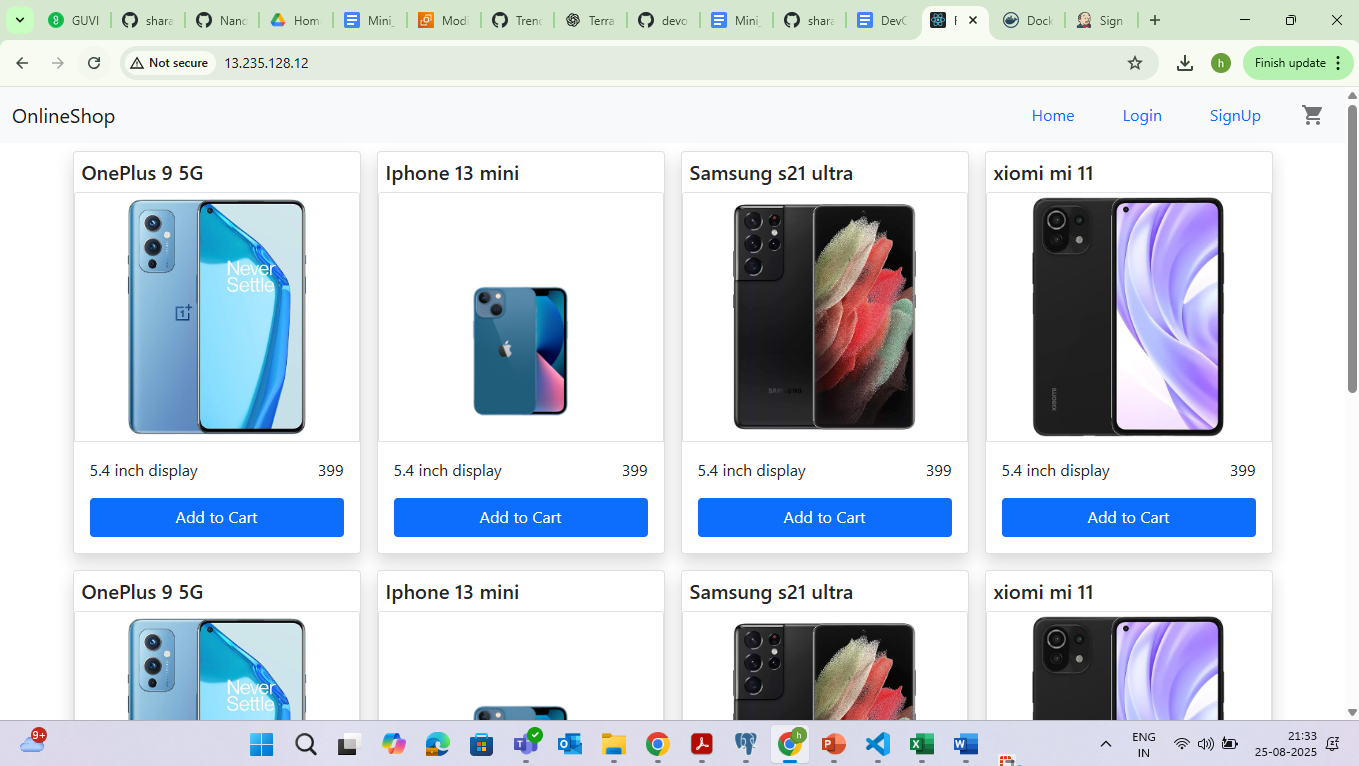 GUVI shara Nanc Hom Mini_ Modi Trenc Terra devo Mini shara DevC F Dock Sign
Not secure 13.235.128.12 h Finish update
OnlineShop Home Login SignUp
OnePlus 9 5G Iphone 13 mini Samsung s21 ultra xiomi mi 11
Never
Settle
SAMSUNG
xiaomi
5.4 inch display 399 5.4 inch display 399 5.4 inch display 399 5.4 inch display 399
Add to Cart Add to Cart Add to Cart Add to Cart
OnePlus 9 5G Iphone 13 mini Samsung s21 ultra xiomi mi 11
Never
Settle
9+ h ENG 21:33
IN 25-08-2025